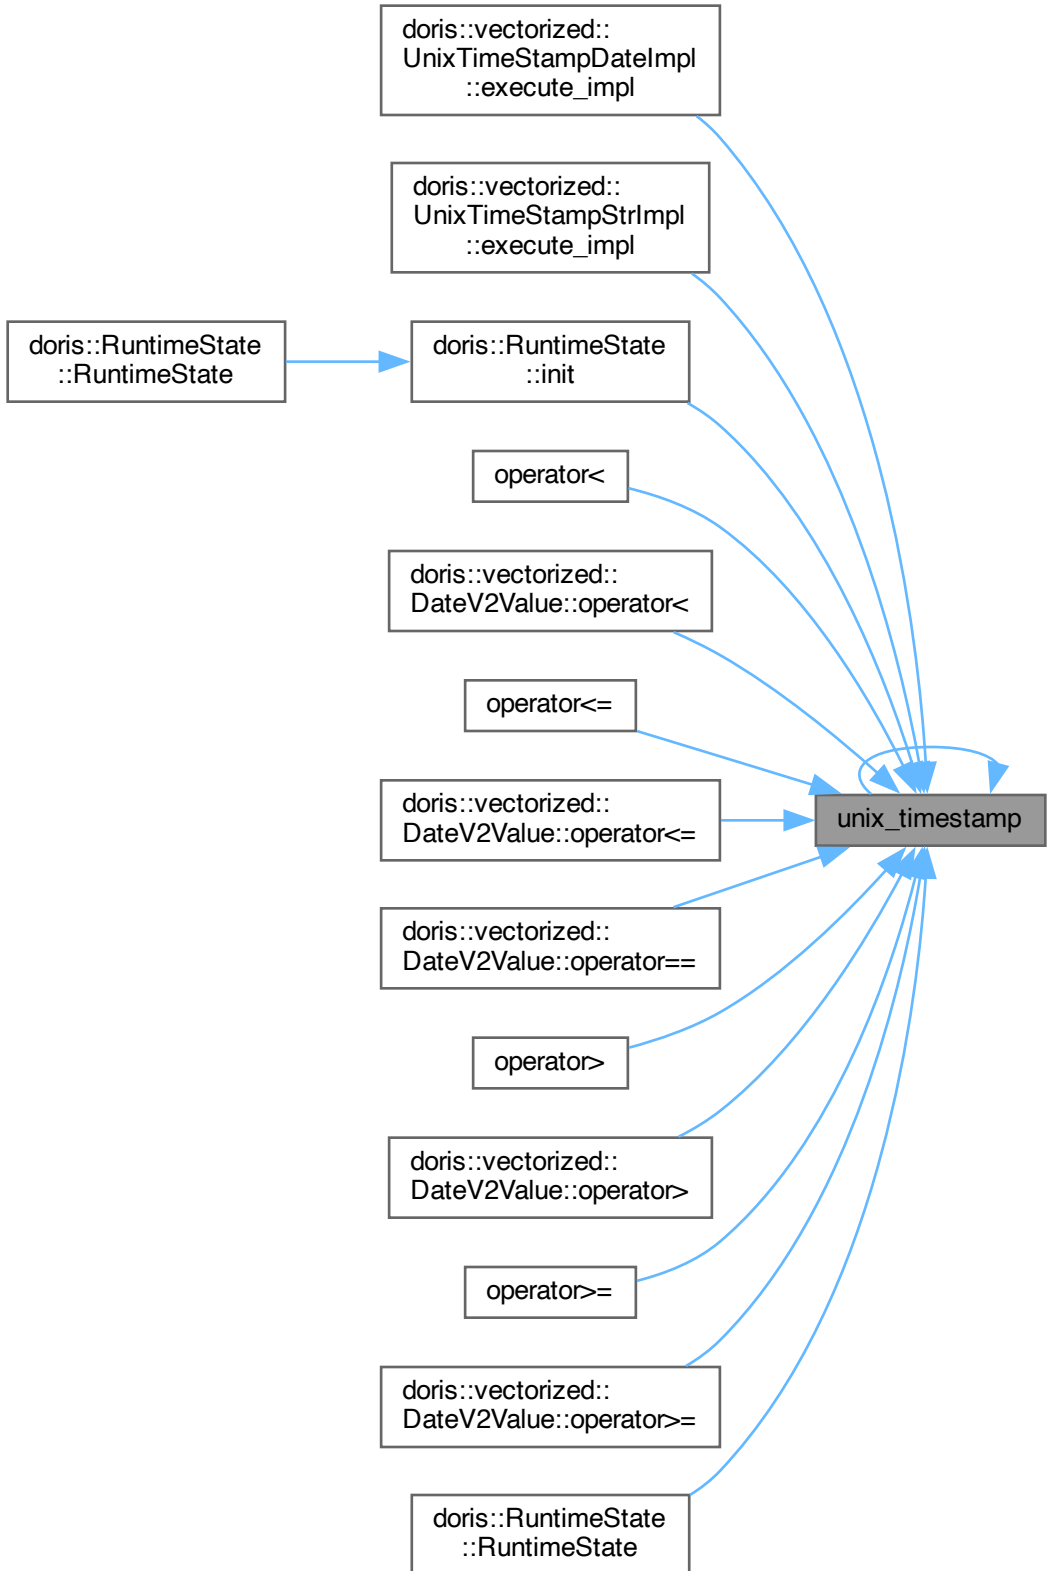 doris::vectorized::
UnixTimeStampDateImpl
::execute_impl
doris::vectorized::
UnixTimeStampStrImpl
::execute_impl
doris::RuntimeState
::RuntimeState
doris::RuntimeState
::init
operator<
doris::vectorized::
DateV2Value::operator<
operator<=
doris::vectorized::
DateV2Value::operator<=
unix_timestamp
doris::vectorized::
DateV2Value::operator==
operator>
doris::vectorized::
DateV2Value::operator>
operator>=
doris::vectorized::
DateV2Value::operator>=
doris::RuntimeState
::RuntimeState